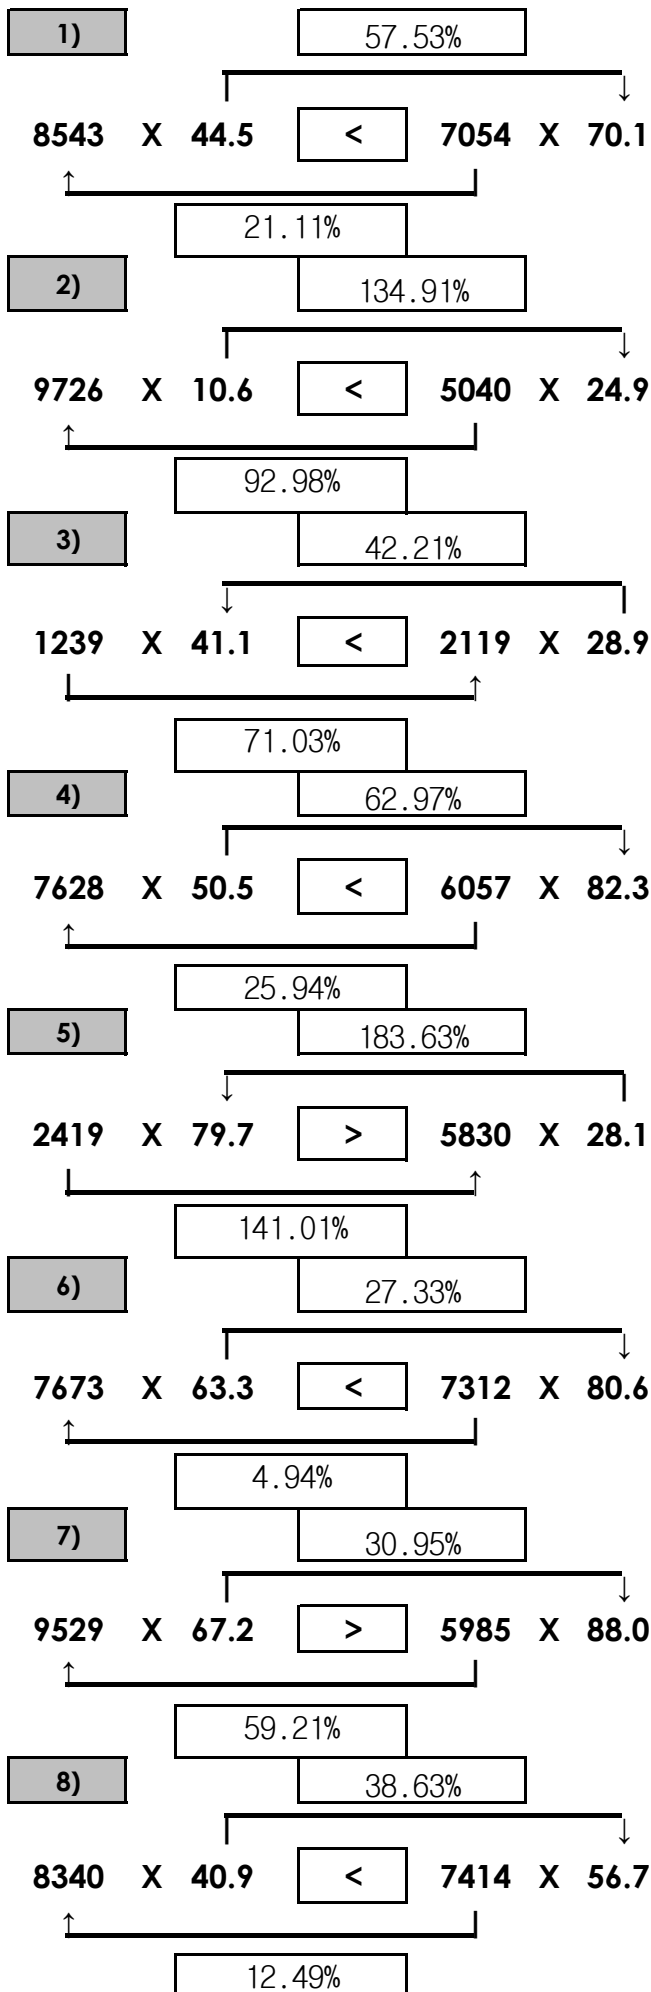 1) 57.53%
8543 X 44.5 < 7054 X 70.1
↑ ↓
21.11%
2) 134.91%
9726 X 10.6 < 5040 X 24.9
92.98%
3) 42.21%
1239 X 41.1 < 2119 X 28.9
71.03%
4) 62.97%
7628 X 50.5 < 6057 X 82.3
25.94%
5) 183.63%
2419 X 79.7 > 5830 X 28.1
141.01%
6) 27.33%
7673 X 63.3 < 7312 X 80.6
4.94%
7) 30.95%
9529 X 67.2 > 5985 X 88.0
59.21%
8) 38.63%
8340 X 40.9 < 7414 X 56.7
12.49%